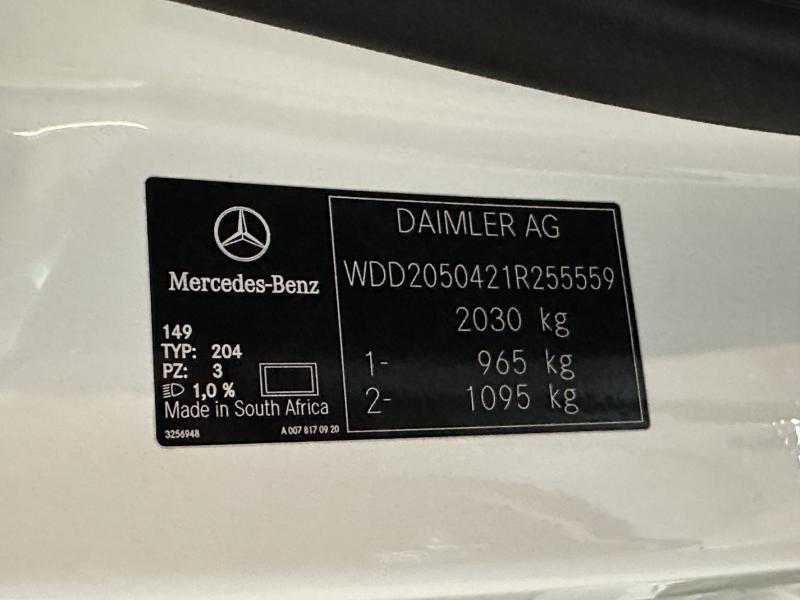 Mercedes-Benz
149
TYP: 204
PZ: 3
1,0 %
Made in South Africa
3256948 A 007 817 09 20
DAIMLER AG
WDD2050421R255559
2030 kg
1- 965 kg
2- 1095 kg